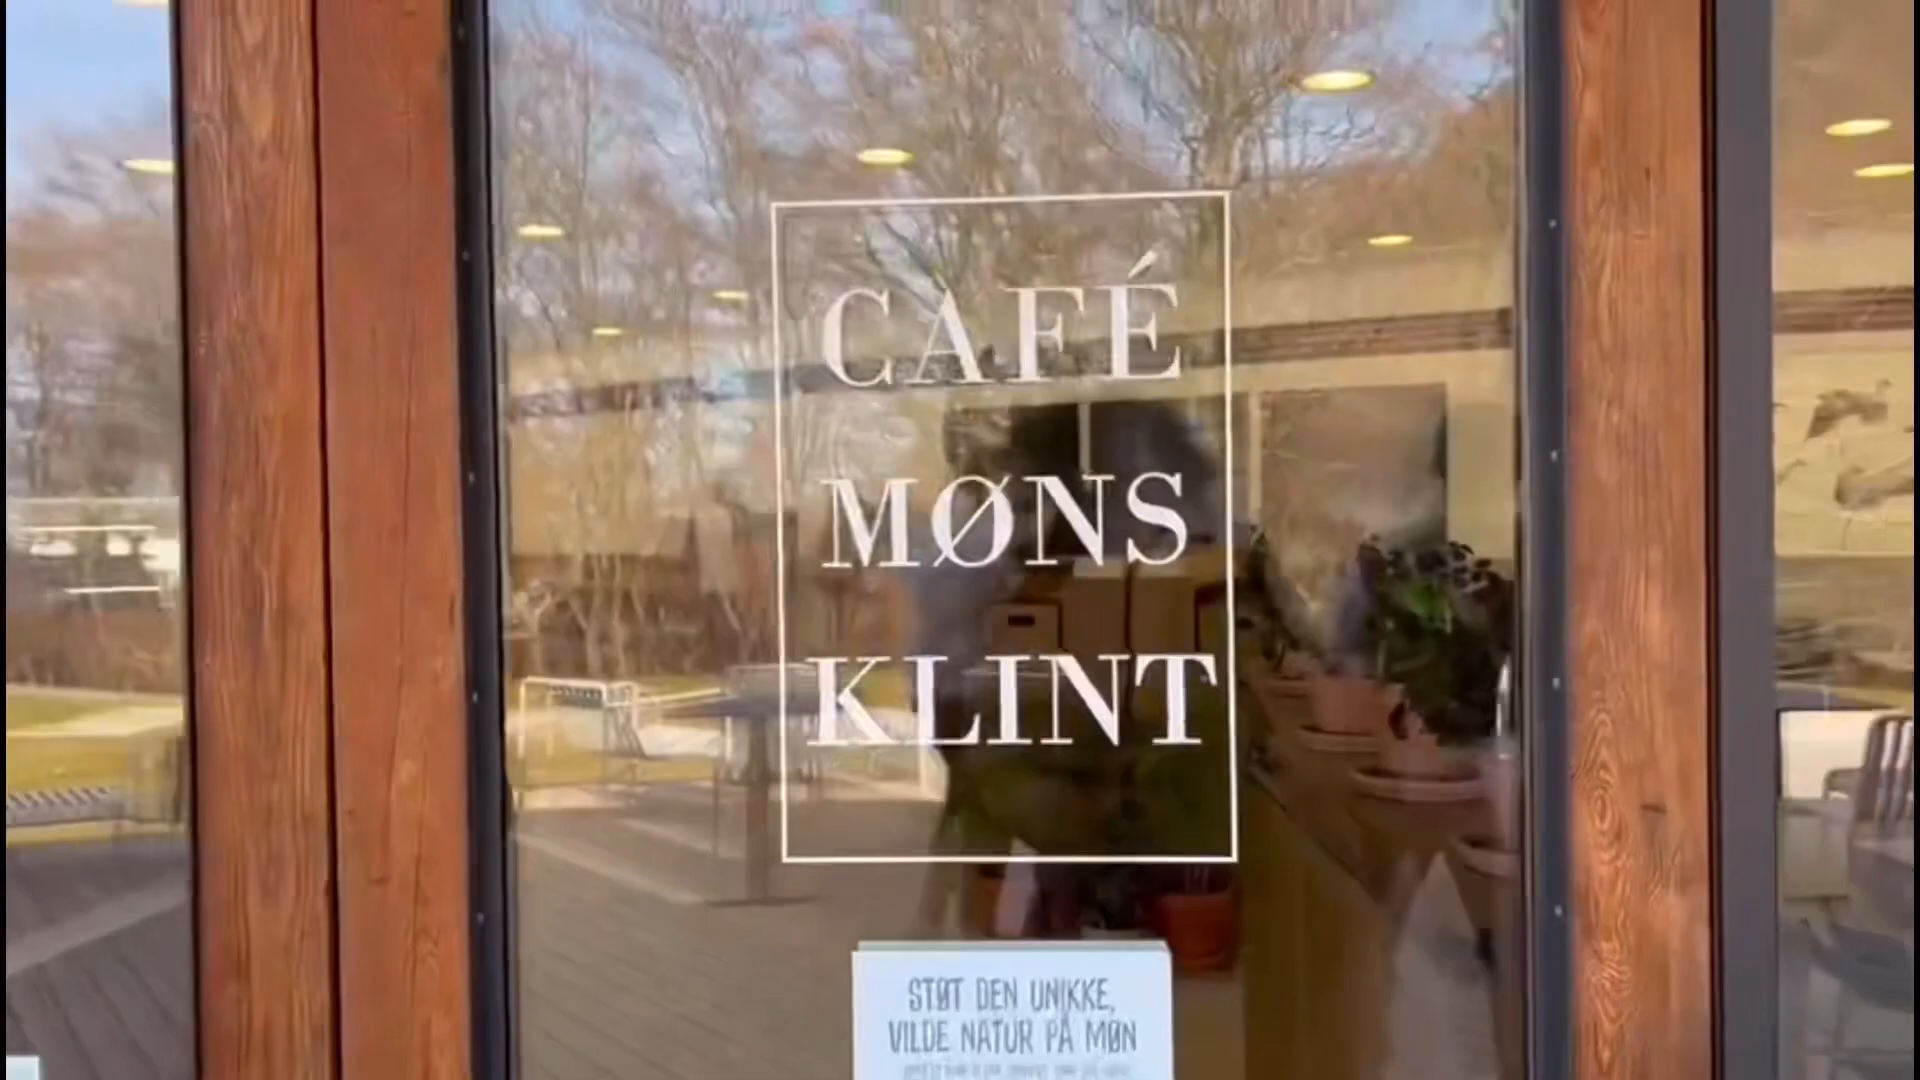 CAFÉ
MØNS
KLINT
STØT DEN UNIKKE,
VILDE NATUR PÅ MØN